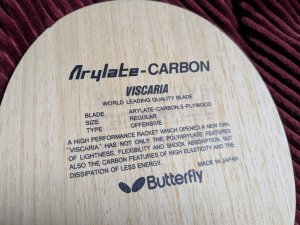 Arylate-CARBON
VISCARIA
WORLD LEADING QUALITY BLADE
BLADE ARYLATE-CARBON.5-PLYWOOD
SIZE REGULAR
TYPE OFFENSIVE
A HIGH PERFORMANCE RACKET WHICH OPENED A NEW ERA.
"VISCARIA" HAS NOT ONLY THE POLYARYLATE FEATURES
OF LIGHTNESS, FLEXIBILITY AND SHOCK ABSORPTION, BUT
ALSO THE CARBON FEATURES OF HIGH ELASTICITY AND THE
DISSIPATION OF LESS ENERGY.
MADE IN JAPAN
Butterfly